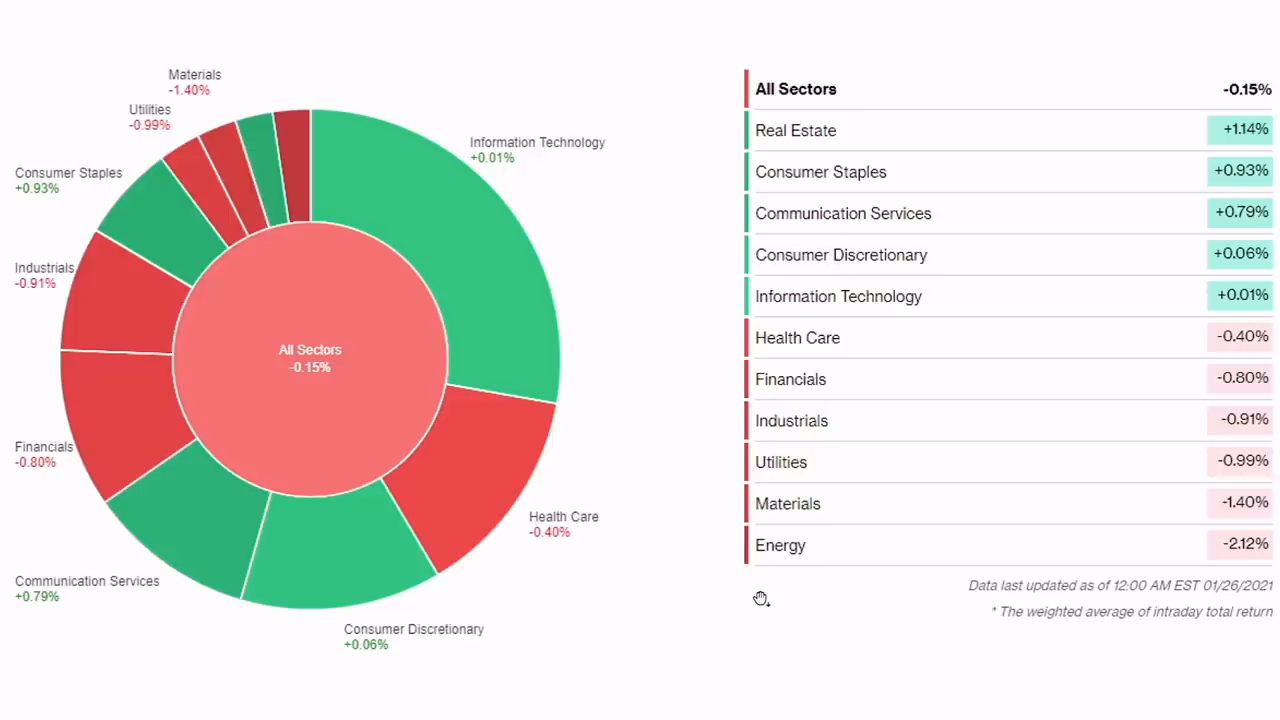 Materials
-1.40%
Utilities
-0.99%
Information Technology
+0.01%
Consumer Staples
+0.93%
Industrials
-0.91%
All Sectors
-0.15%
Financials
-0.80%
Health Care
-0.40%
Communication Services
+0.79%
Consumer Discretionary
+0.06%
All Sectors -0.15%
Real Estate +1.14%
Consumer Staples +0.93%
Communication Services +0.79%
Consumer Discretionary +0.06%
Information Technology +0.01%
Health Care -0.40%
Financials -0.80%
Industrials -0.91%
Utilities -0.99%
Materials -1.40%
Energy -2.12%
Data last updated as of 12:00 AM EST 01/26/2021
* The weighted average of intraday total return